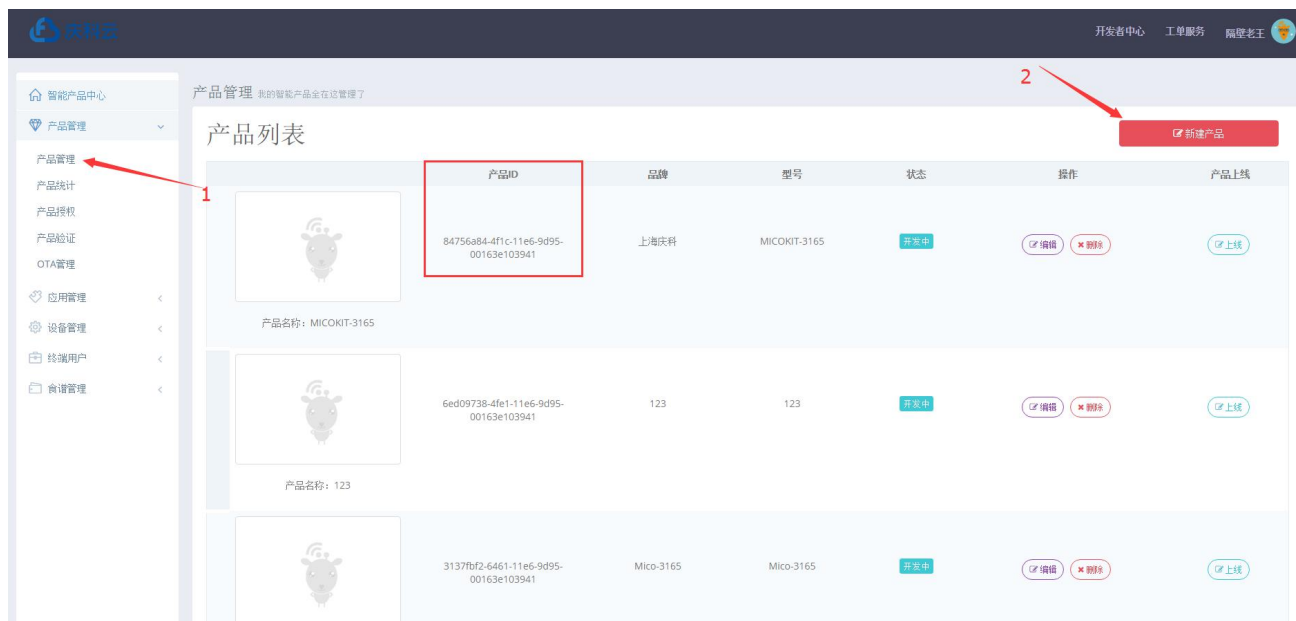 开发者中心 工单服务 隔壁老王
2
智能产品中心
产品管理
产品管理
产品统计
产品授权
产品验证
OTA管理
应用管理
设备管理
终端用户
食谱管理
1
产品管理 我的智能产品全在这管理了
产品列表
新建产品
产品ID 品牌 型号 状态 操作 产品上线
84756a84-4f1c-11e6-9d95-
00163e103941
上海庆科 MICOKIT-3165 开发中 编辑 删除 上线
产品名称：MICOKIT-3165
6ed09738-4fe1-11e6-9d95-
00163e103941
123 123 开发中 编辑 删除 上线
产品名称：123
3137fbf2-6461-11e6-9d95-
00163e103941
Mico-3165 Mico-3165 开发中 编辑 删除 上线